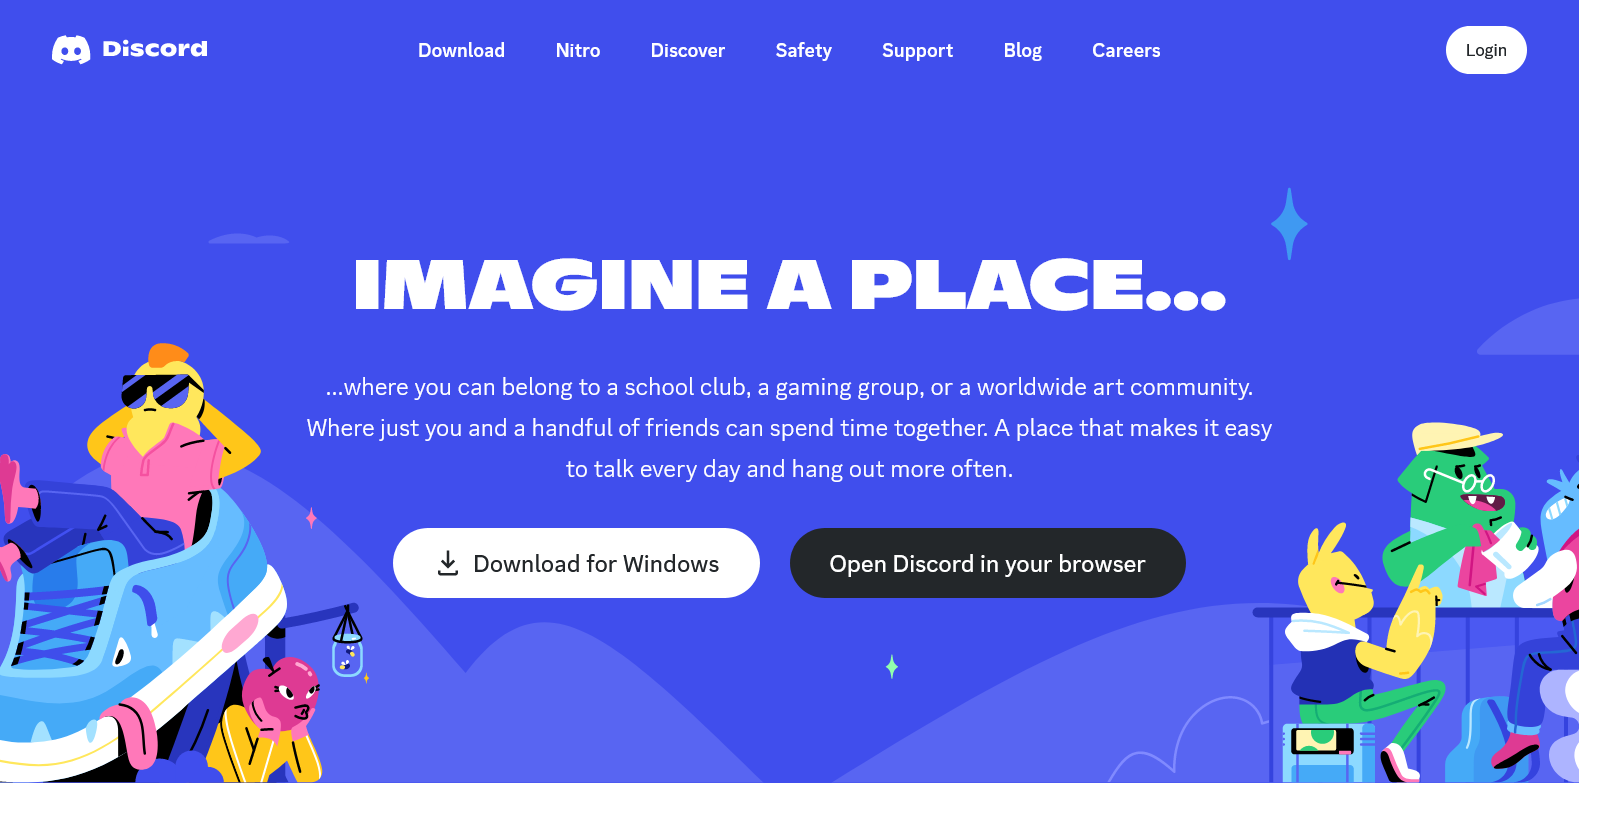 Discord
Download
Nitro
Discover
Safety
Support
Blog
Careers
Login
IMAGINE A PLACE...
...where you can belong to a school club, a gaming group, or a worldwide art community.
Where just you and a handful of friends can spend time together. A place that makes it easy
to talk every day and hang out more often.
Download for Windows
Open Discord in your browser